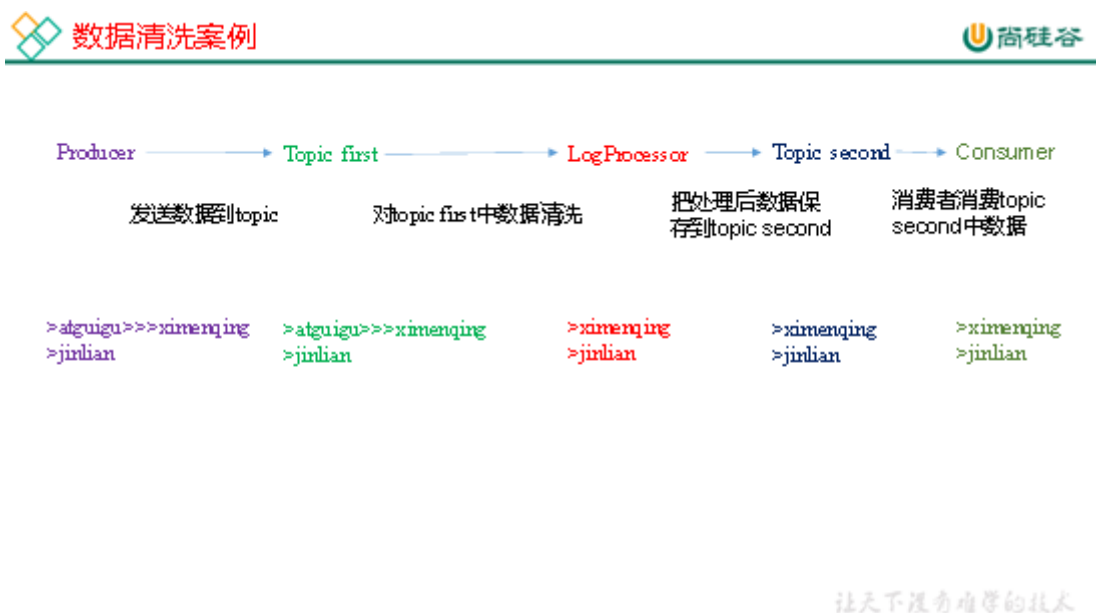 数据清洗案例
尚硅谷
Producer
Topic first
LogProcessor
Topic second
Consumer
发送数据到topic
对topic first中数据清洗
把处理后数据保
存到topic second
消费者消费topic
second中数据
>atguigu>>>ximenqing
>jinlian
>atguigu>>>ximenqing
>jinlian
>ximenqing
>jinlian
>ximenqing
>jinlian
>ximenqing
>jinlian
让天下没有难学的技术